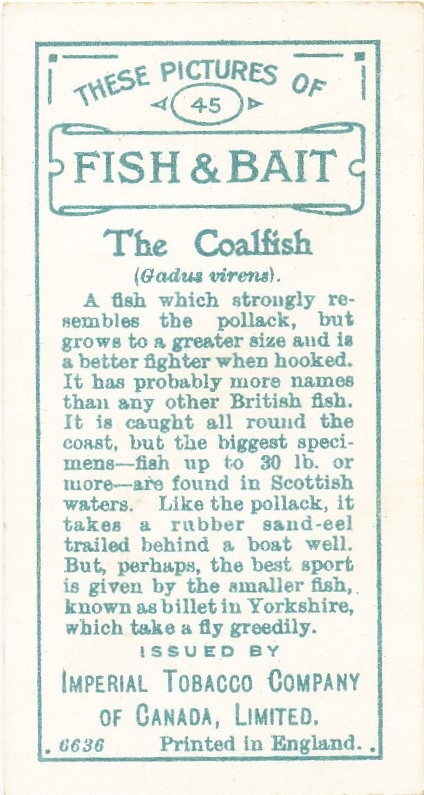 THESE PICTURES OF
45
FISH & BAIT
The Coalfish
(Gadus virens).
A fish which strongly re-
sembles the pollack, but
grows to a greater size and is
a better fighter when hooked.
It has probably more names
than any other British fish.
It is caught all round the
coast, but the biggest speci-
mens—fish up to 30 lb. or
more—are found in Scottish
waters. Like the pollack, it
takes a rubber sand-eel
trailed behind a boat well.
But, perhaps, the best sport
is given by the smaller fish,
known as billet in Yorkshire,
which take a fly greedily.
ISSUED BY
IMPERIAL TOBACCO COMPANY
OF CANADA, LIMITED.
6636 Printed in England.